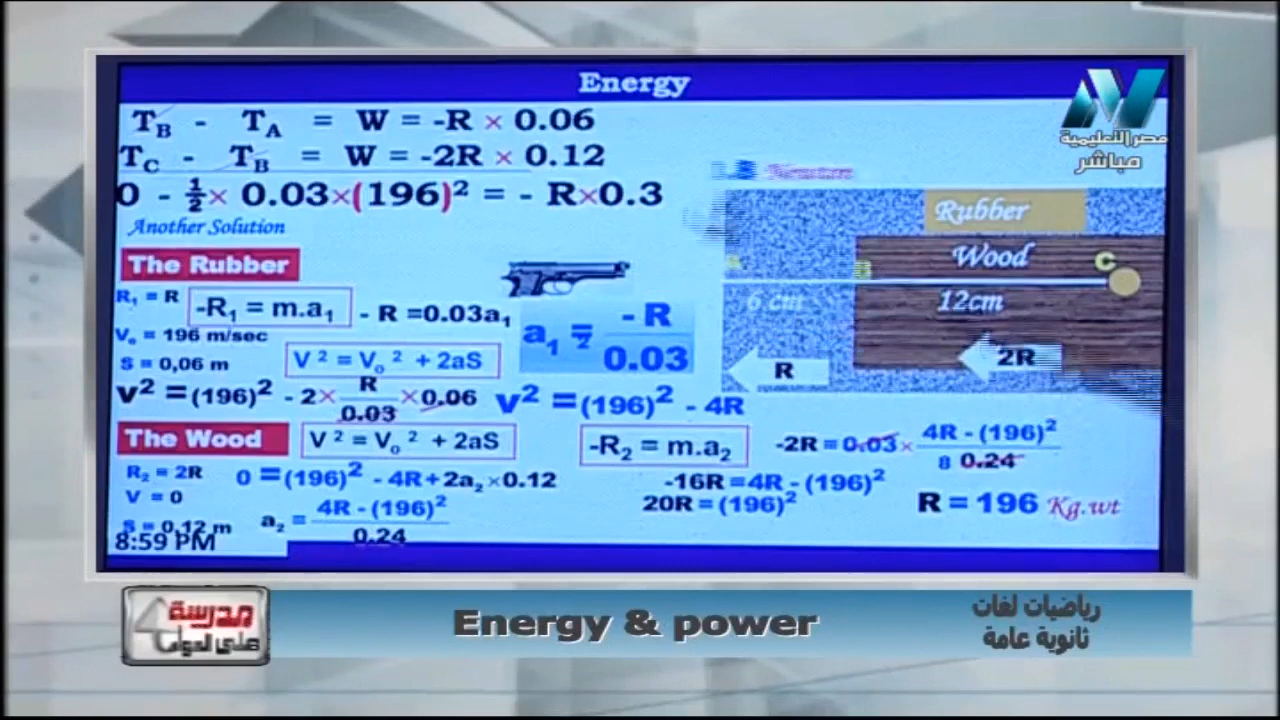 Energy
مصر التعليمية
مباشر
T_B - T_A = W = -R × 0.06
T_C - T_B = W = -2R × 0.12
0 - ½ × 0.03×(196)² = - R×0.3
Another Solution
The Rubber
R₁ = R
-R₁ = m.a₁
- R =0.03a₁
a₁ = -R / 0.03
V₀ = 196 m/sec
S = 0,06 m
V² = V₀² + 2aS
v² =(196)² - 2× R/0.03 ×0.06
v² =(196)² - 4R
The Wood
V² = V₀² + 2aS
-R₂ = m.a₂
-2R = 0.03× 4R - (196)² / 0.24
8
R₂ = 2R
0 =(196)² - 4R+2a₂×0.12
-16R =4R - (196)²
V = 0
20R = (196)²
R = 196 Kg.wt
S = 0,12 m
a₂ = 4R - (196)² / 0.24
Rubber
Wood
B
C
6 cm
12cm
R
2R
8:59 PM
مدرسة
على الهواء
Energy & power
رياضيات لغات
ثانوية عامة